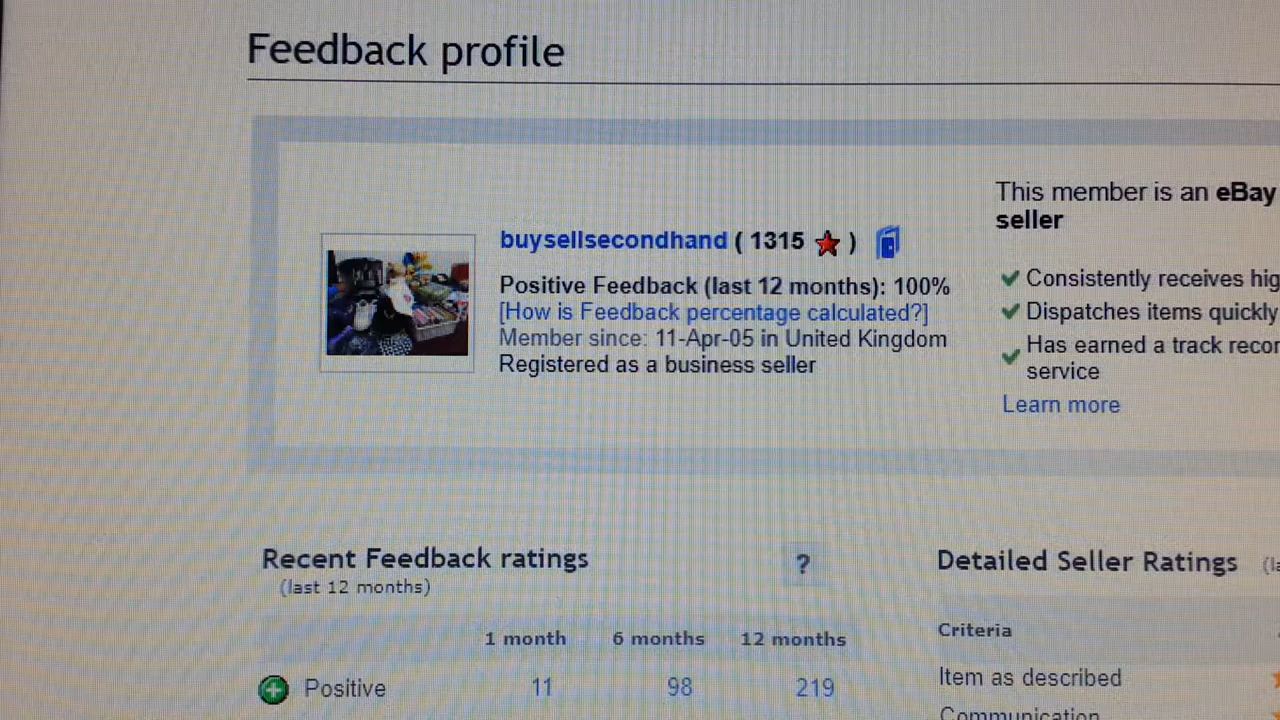 Feedback profile
This member is an eBay
seller
buysellsecondhand ( 1315 )
Positive Feedback (last 12 months): 100%
[How is Feedback percentage calculated?]
Member since: 11-Apr-05 in United Kingdom
Registered as a business seller
Consistently receives hig
Dispatches items quickly
Has earned a track recor
service
Learn more
Recent Feedback ratings ?
(last 12 months)
1 month 6 months 12 months
Positive 11 98 219
Detailed Seller Ratings
Criteria
Item as described
Communication